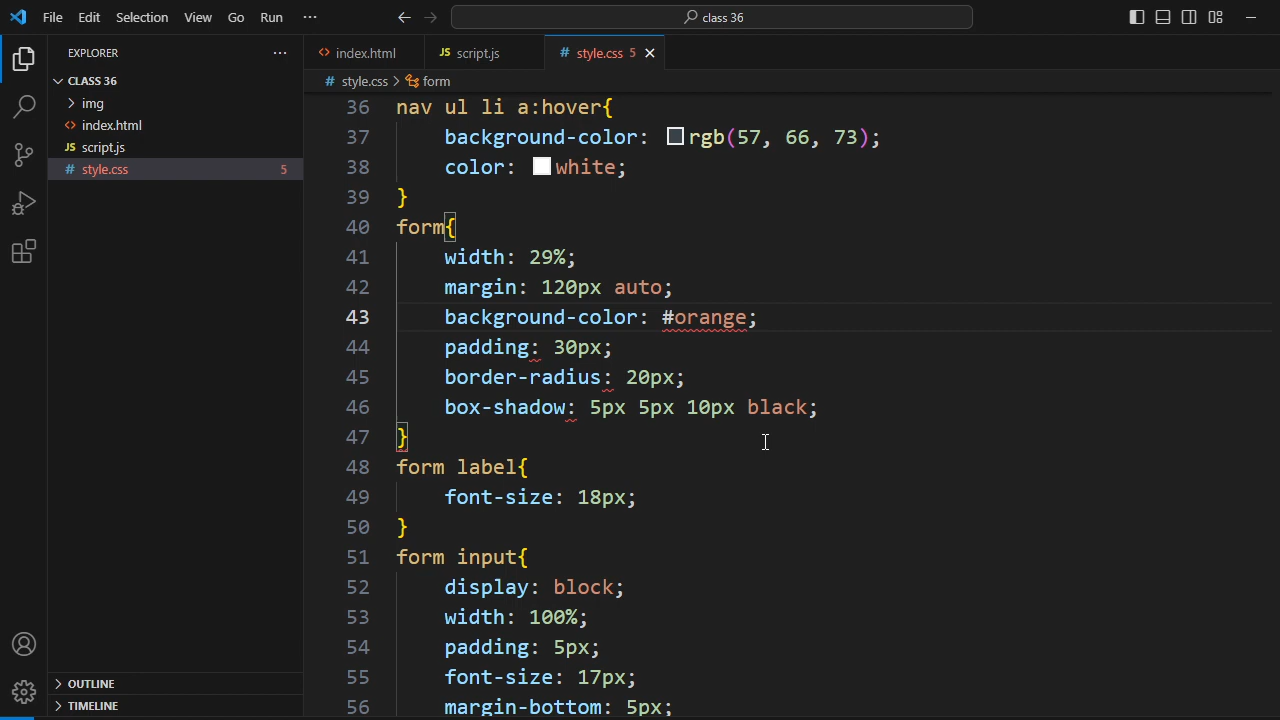 File Edit Selection View Go Run ··· class 36
EXPLORER ···
index.html
JS script.js
# style.css 5
CLASS 36
# style.css > form
img
index.html
JS script.js
# style.css 5
36 nav ul li a:hover{
37 background-color: rgb(57, 66, 73);
38 color: white;
39 }
40 form{
41 width: 29%;
42 margin: 120px auto;
43 background-color: #orange;
44 padding: 30px;
45 border-radius: 20px;
46 box-shadow: 5px 5px 10px black;
47 }
48 form label{
49 font-size: 18px;
50 }
51 form input{
52 display: block;
53 width: 100%;
54 padding: 5px;
55 font-size: 17px;
56 margin-bottom: 5px;
OUTLINE
TIMELINE